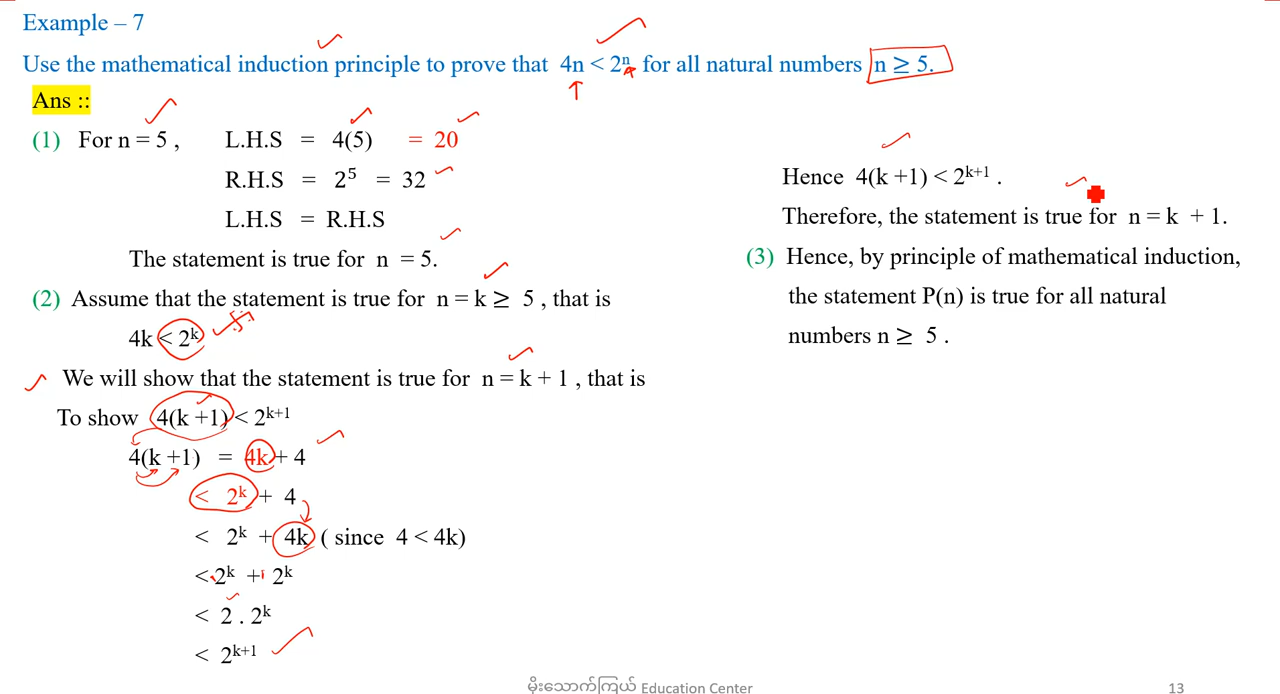 Example – 7
Use the mathematical induction principle to prove that 4n < 2ⁿ for all natural numbers n ≥ 5.
Ans ::
(1) For n = 5 , L.H.S = 4(5) = 20
R.H.S = 2⁵ = 32
L.H.S = R.H.S
The statement is true for n = 5.
(2) Assume that the statement is true for n = k ≥ 5 , that is
4k < 2ᵏ
We will show that the statement is true for n = k + 1 , that is
To show 4(k +1) < 2ᵏ⁺¹
4(k +1) = 4k + 4
< 2ᵏ + 4
< 2ᵏ + 4k ( since 4 < 4k)
< 2ᵏ + 2ᵏ
< 2 . 2ᵏ
< 2ᵏ⁺¹
Hence 4(k +1) < 2ᵏ⁺¹ .
Therefore, the statement is true for n = k + 1.
(3) Hence, by principle of mathematical induction,
the statement P(n) is true for all natural
numbers n ≥ 5 .
မိုးသောက်ကြယ် Education Center
13